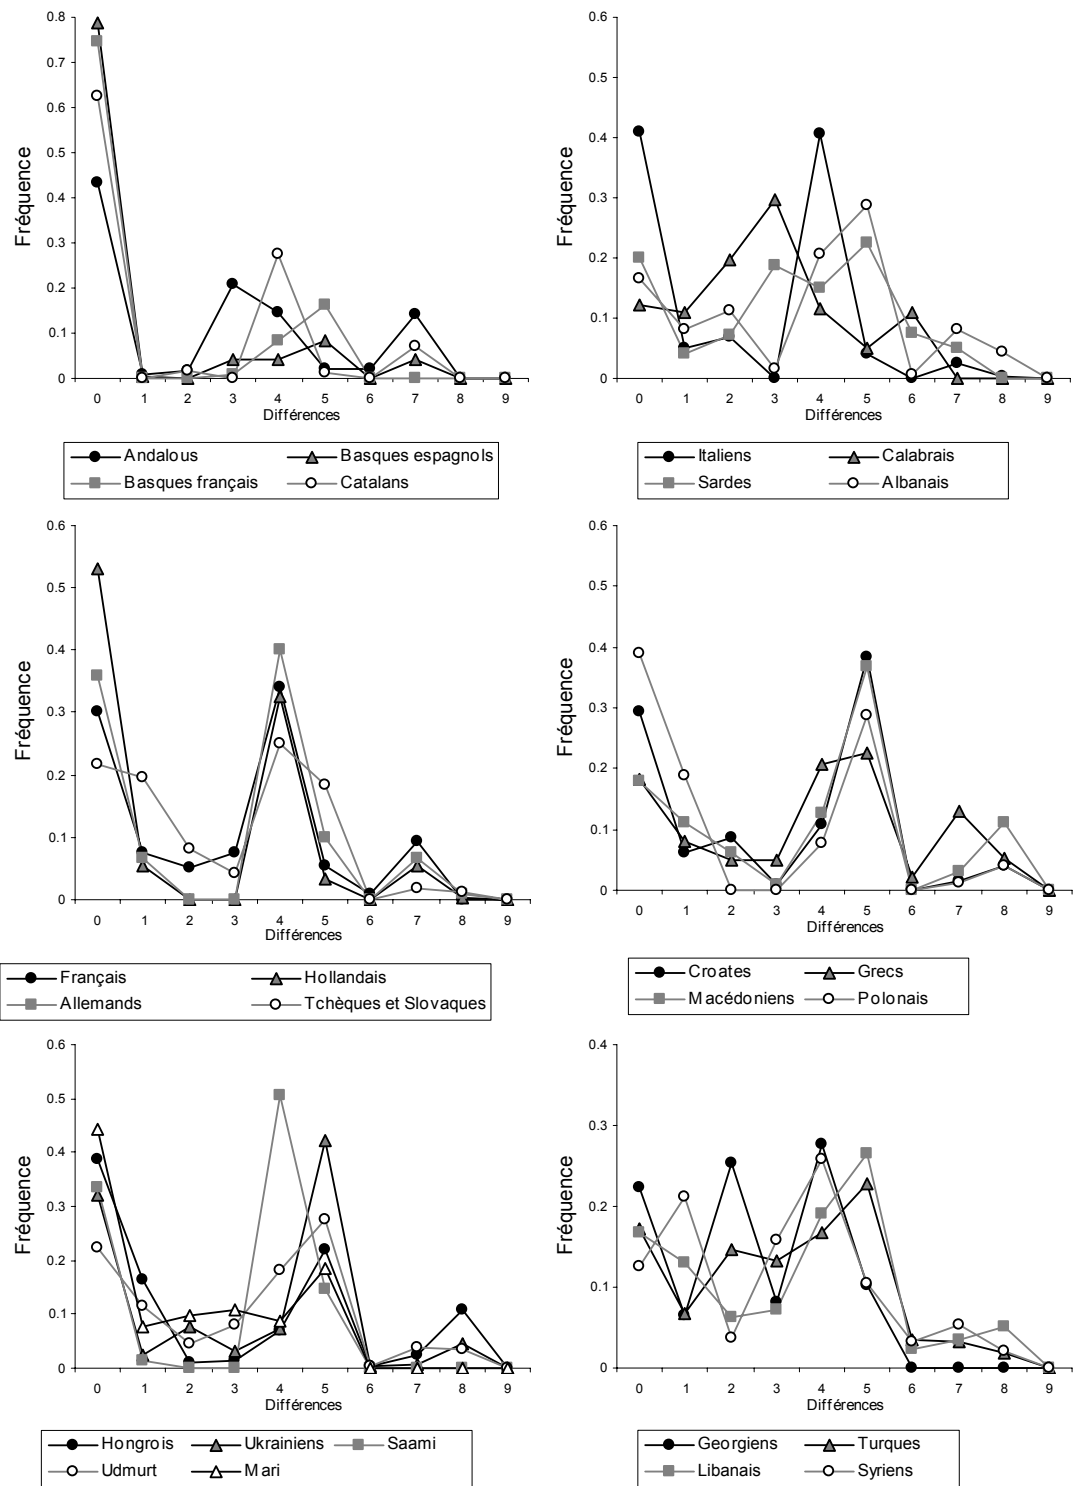 0.8
0.7
0.6
0.5
0.4
0.3
0.2
0.1
0
Fréquence
0 1 2 3 4 5 6 7 8 9
Différences
Andalous Basques espagnols
Basques français Catalans
0.6
0.5
0.4
0.3
0.2
0.1
0
Fréquence
0 1 2 3 4 5 6 7 8 9
Différences
Italiens Calabrais
Sardes Albanais
0.6
0.5
0.4
0.3
0.2
0.1
0
Fréquence
0 1 2 3 4 5 6 7 8 9
Différences
Français Hollandais
Allemands Tchèques et Slovaques
0.6
0.5
0.4
0.3
0.2
0.1
0
Fréquence
0 1 2 3 4 5 6 7 8 9
Différences
Croates Grecs
Macédoniens Polonais
0.6
0.5
0.4
0.3
0.2
0.1
0
Fréquence
0 1 2 3 4 5 6 7 8 9
Différences
Hongrois Ukrainiens Saami
Udmurt Mari
0.4
0.3
0.2
0.1
0
Fréquence
0 1 2 3 4 5 6 7 8 9
Différences
Georgiens Turques
Libanais Syriens